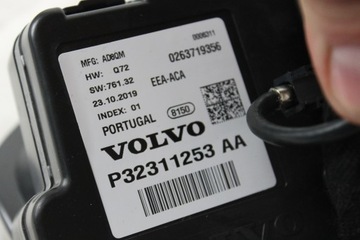 0006311
MFG: AD8QM 0263719356
HW: Q72
SW:761.32 EEA-ACA
23.10.2019
INDEX: 01
PORTUGAL 8150
VOLVO
P32311253 AA